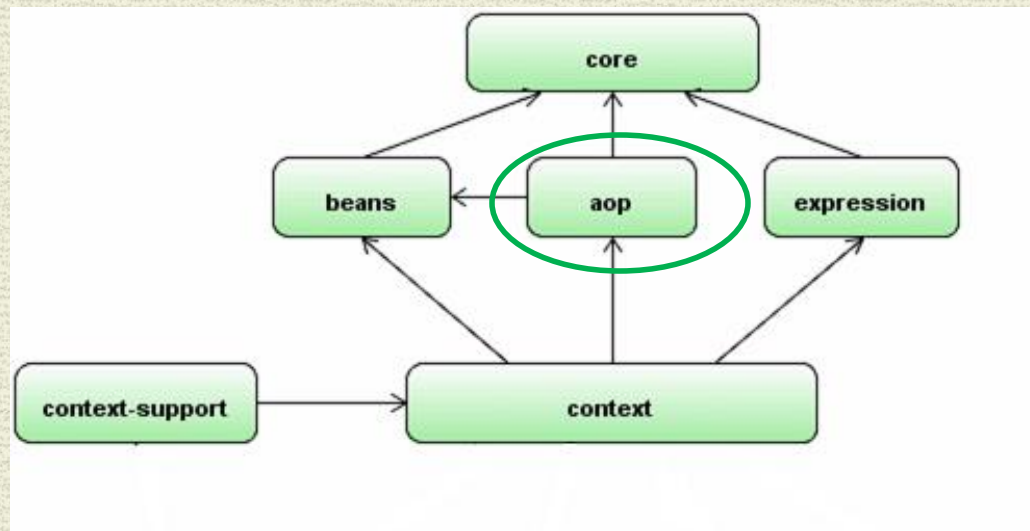 core
beans
aop
expression
context-support
context